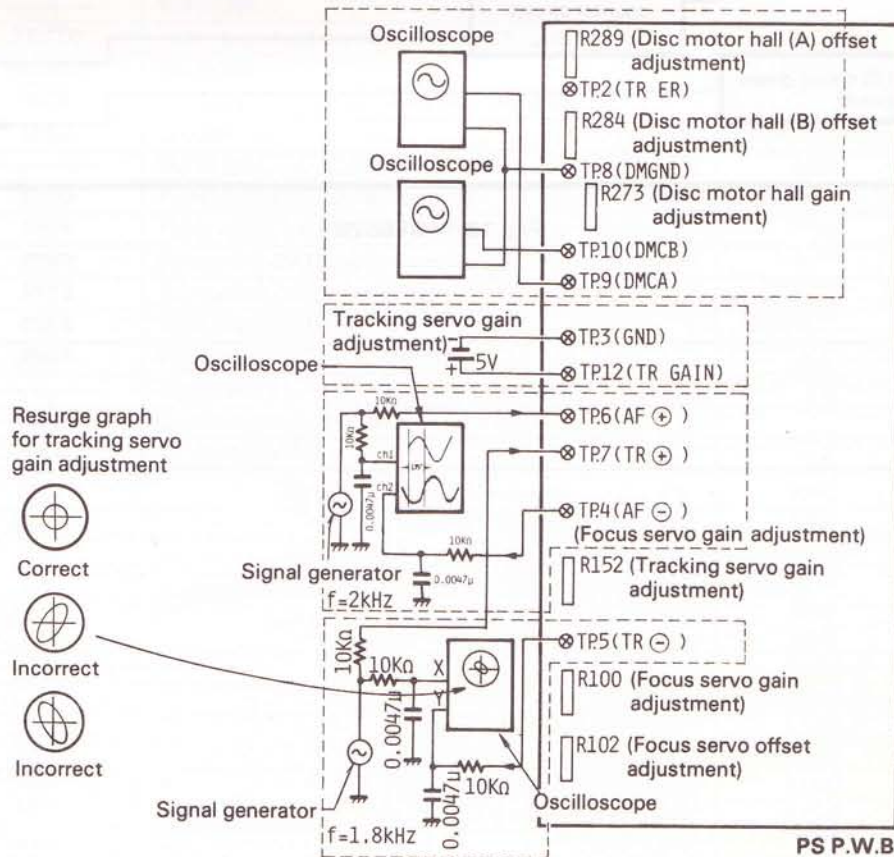 Oscilloscope
R289 (Disc motor hall (A) offset
adjustment)
TP.2(TR ER)
R284 (Disc motor hall (B) offset
adjustment)
Oscilloscope
TP.8(DMGND)
R273 (Disc motor hall gain
adjustment)
TP.10(DMCB)
TP.9(DMCA)
Tracking servo gain
adjustment)
-
+ 5V
TP.3(GND)
TP.12(TR GAIN)
Oscilloscope
10KΩ
10KΩ
ch1
ch2
0.0047μ
10KΩ
0.0047μ
Signal generator
f=2kHz
TP.6(AF ⊕ )
TP.7(TR ⊕ )
TP.4(AF ⊖ )
(Focus servo gain adjustment)
R152 (Tracking servo gain
adjustment)
Resurge graph
for tracking servo
gain adjustment
Correct
Incorrect
Incorrect
10KΩ
10KΩ
X
Y
0.0047μ
10KΩ
0.0047μ
Oscilloscope
Signal generator
f=1.8kHz
TP.5(TR ⊖ )
R100 (Focus servo gain
adjustment)
R102 (Focus servo offset
adjustment)
PS P.W.B